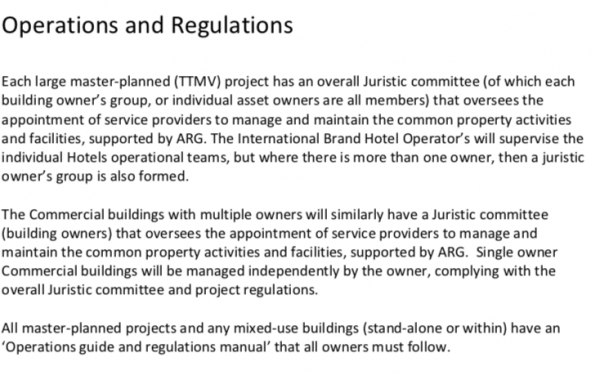 Operations and Regulations
Each large master-planned (TTMV) project has an overall Juristic committee (of which each
building owner's group, or individual asset owners are all members) that oversees the
appointment of service providers to manage and maintain the common property activities
and facilities, supported by ARG. The International Brand Hotel Operator's will supervise the
individual Hotels operational teams, but where there is more than one owner, then a juristic
owner's group is also formed.
The Commercial buildings with multiple owners will similarly have a Juristic committee
(building owners) that oversees the appointment of service providers to manage and
maintain the common property activities and facilities, supported by ARG.  Single owner
Commercial buildings will be managed independently by the owner, complying with the
overall Juristic committee and project regulations.
All master-planned projects and any mixed-use buildings (stand-alone or within) have an
‘Operations guide and regulations manual’ that all owners must follow.